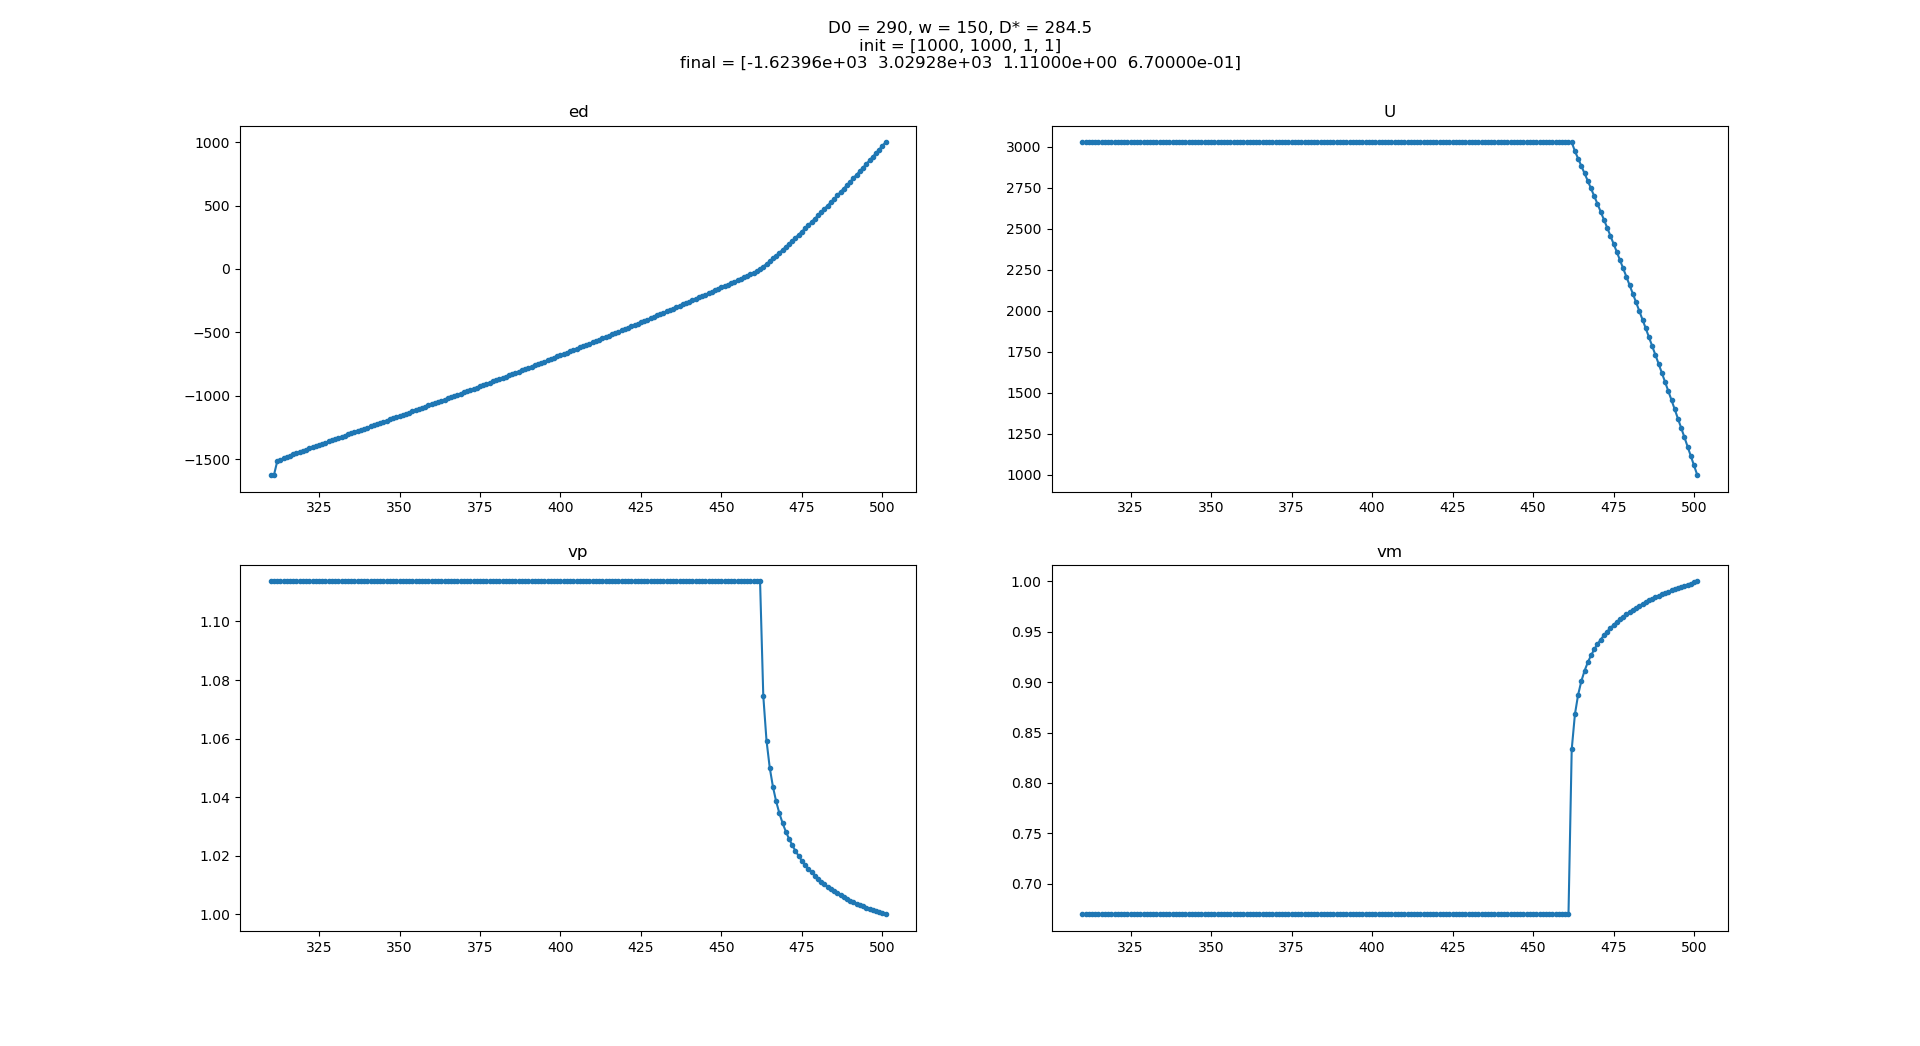 D0 = 290, w = 150, D* = 284.5
init = [1000, 1000, 1, 1]
final = [-1.62396e+03  3.02928e+03  1.11000e+00  6.70000e-01]
ed
1000
500
0
−500
−1000
−1500
325 350 375 400 425 450 475 500
U
3000
2750
2500
2250
2000
1750
1500
1250
1000
325 350 375 400 425 450 475 500
vp
1.10
1.08
1.06
1.04
1.02
1.00
325 350 375 400 425 450 475 500
vm
1.00
0.95
0.90
0.85
0.80
0.75
0.70
325 350 375 400 425 450 475 500